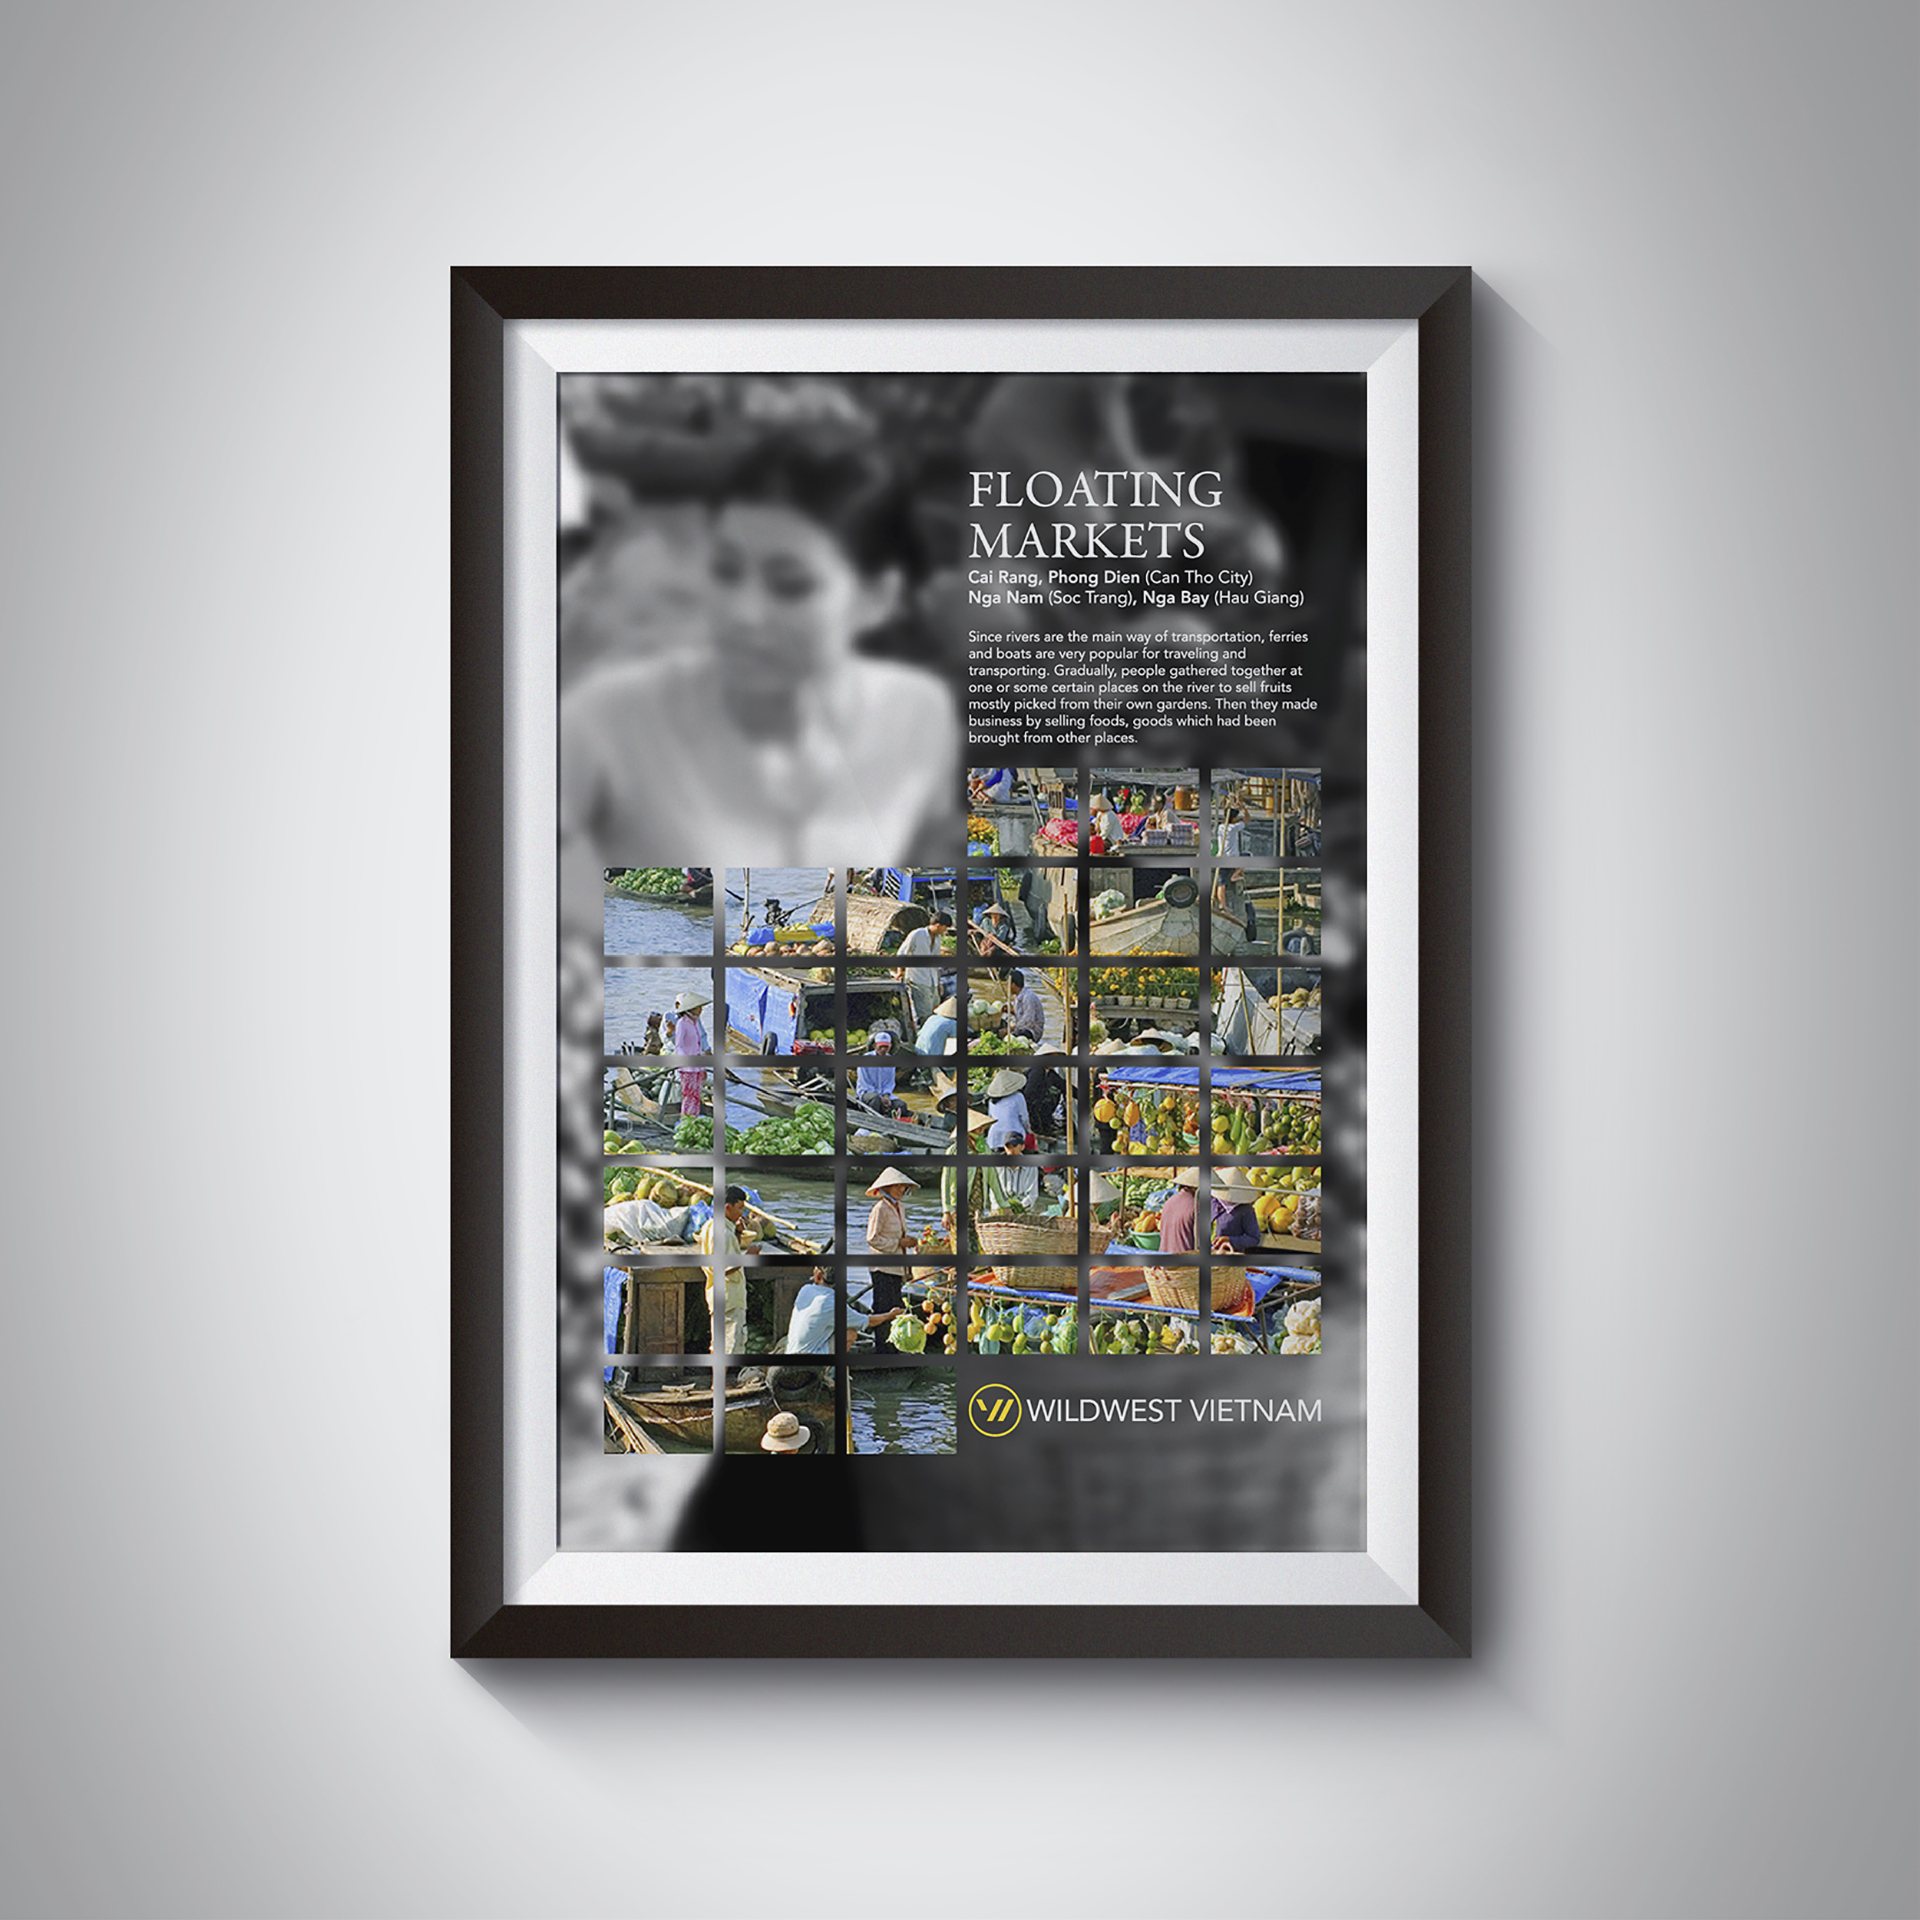 FLOATING
MARKETS
Cai Rang, Phong Dien (Can Tho City)
Nga Nam (Soc Trang), Nga Bay (Hau Giang)
Since rivers are the main way of transportation, ferries
and boats are very popular for traveling and
transporting. Gradually, people gathered together at
one or some certain places on the river to sell fruits
mostly picked from their own gardens. Then they made
business by selling foods, goods which had been
brought from other places.
WILDWEST VIETNAM